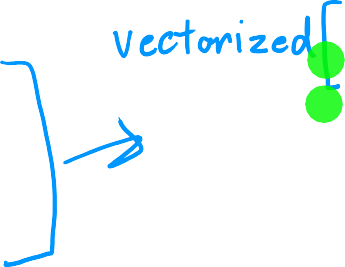 vectorized [
] →